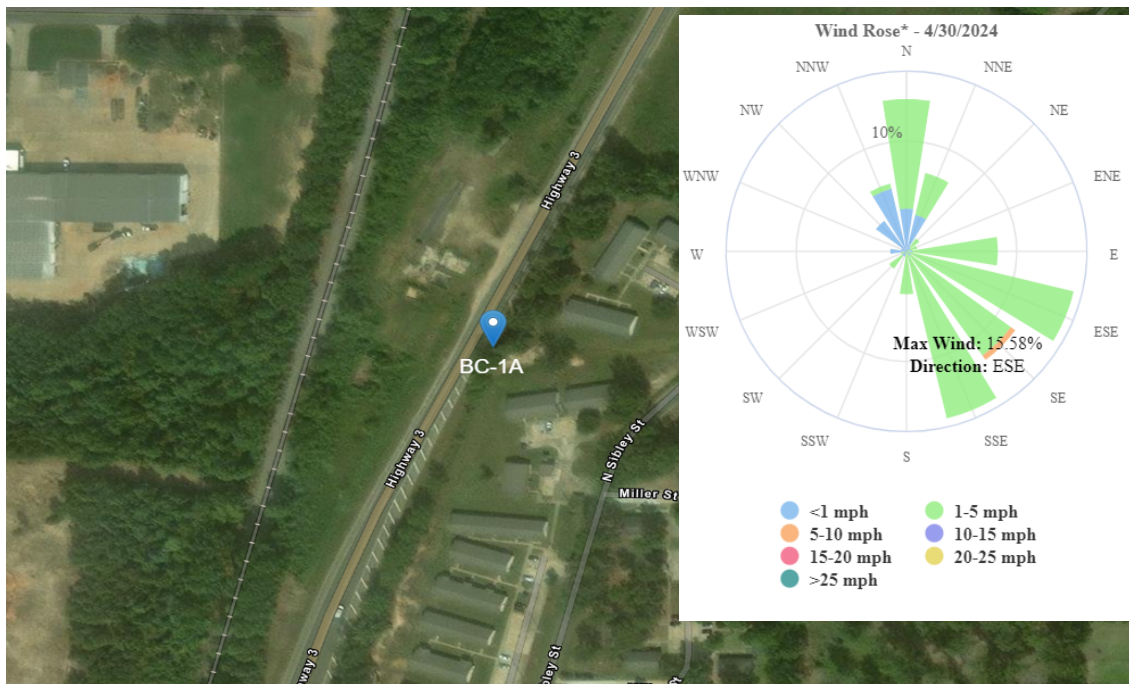 Wind Rose* - 4/30/2024
N
NNW
NNE
NW
NE
10%
WNW
ENE
W
E
WSW
ESE
Max Wind: 15.58%
Direction: ESE
SW
SE
SSW
SSE
S
<1 mph
1-5 mph
5-10 mph
10-15 mph
15-20 mph
20-25 mph
>25 mph
Highway 3
BC-1A
Highway 3
N Sibley St
Miller St
Highway 3
Sibley St
St